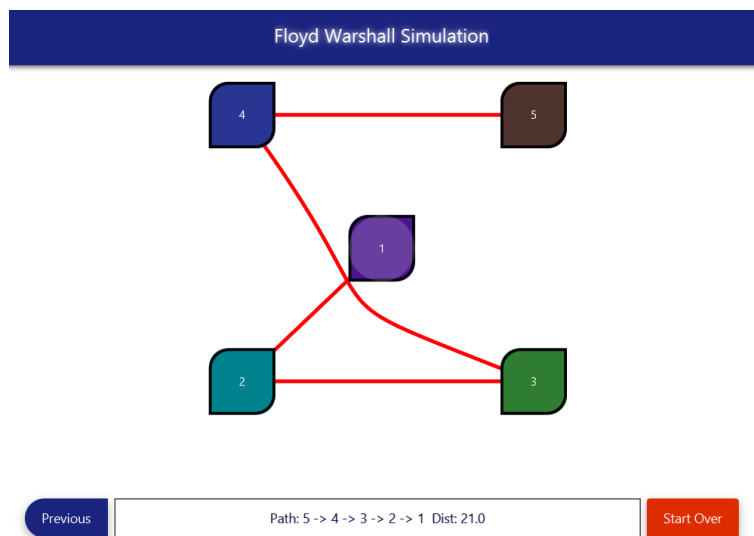 Floyd Warshall Simulation
4
5
1
2
3
Previous
Path: 5 -> 4 -> 3 -> 2 -> 1 Dist: 21.0
Start Over